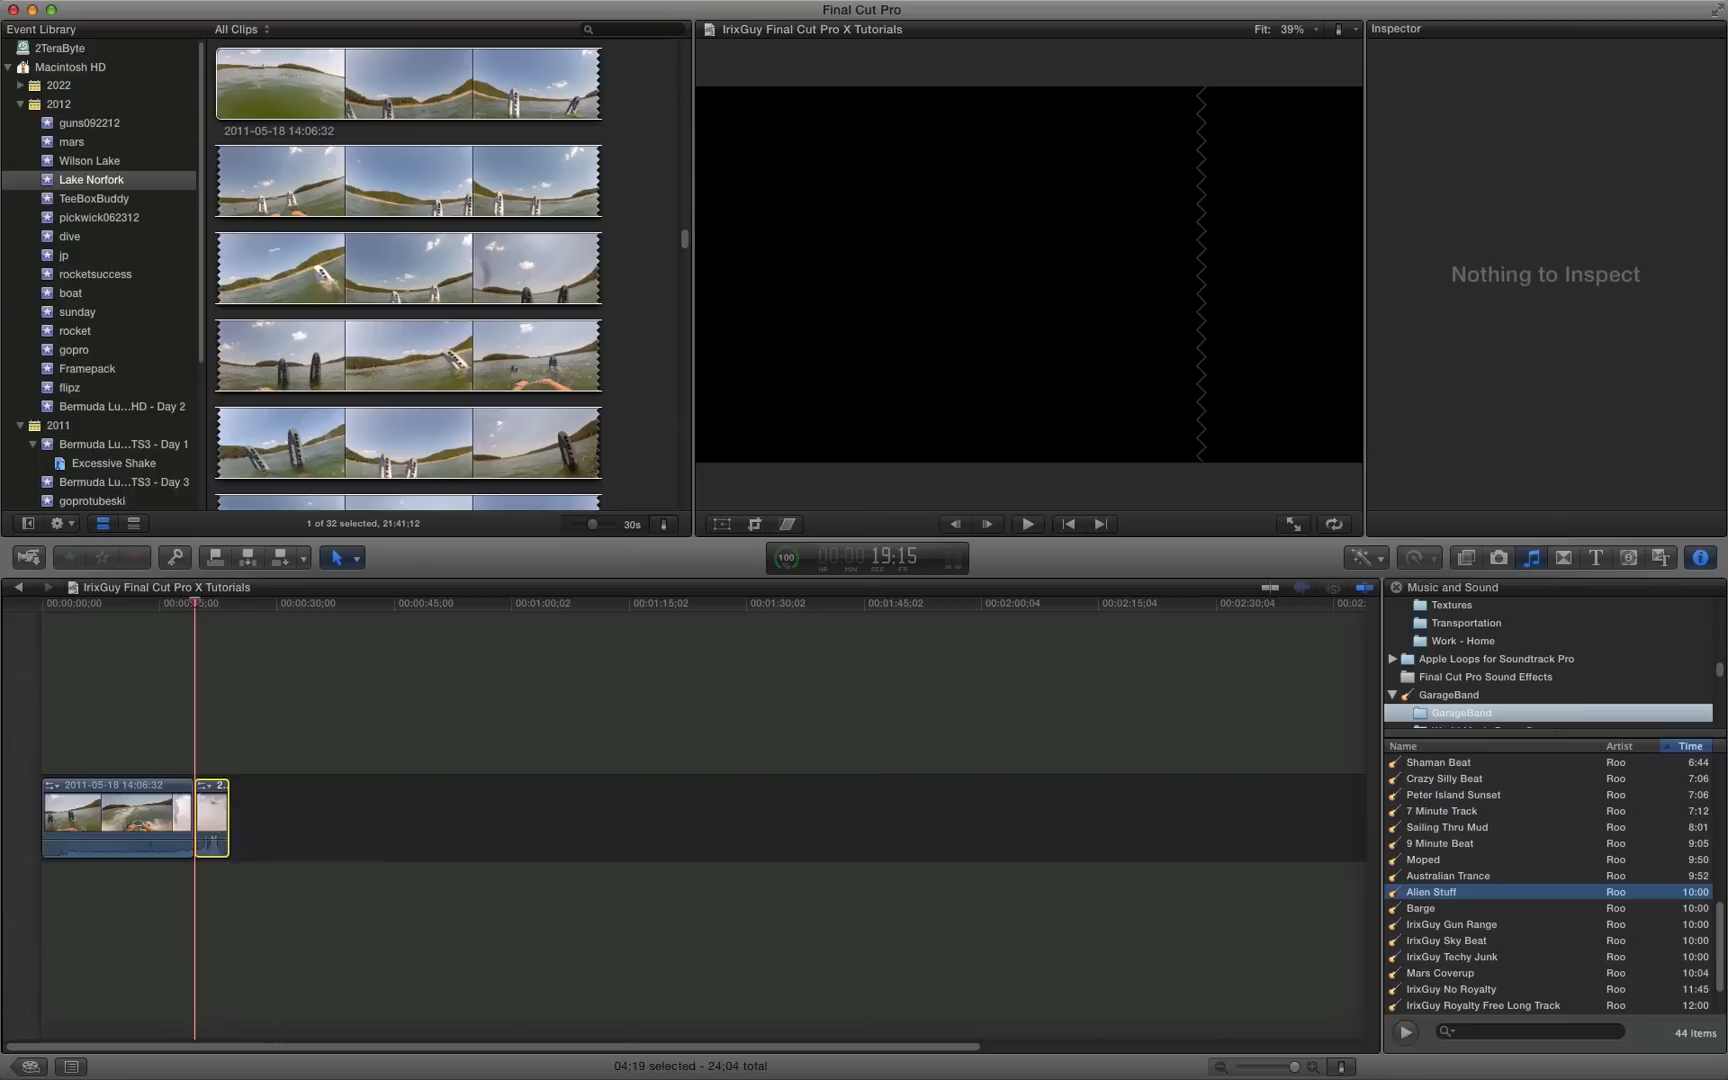 Final Cut Pro
Event Library
All Clips
IrixGuy Final Cut Pro X Tutorials
Fit: 39%
Inspector
2TeraByte
Macintosh HD
2022
2012
guns092212
mars
Wilson Lake
Lake Norfork
TeeBoxBuddy
pickwick062312
dive
jp
rocketsuccess
boat
sunday
rocket
gopro
Framepack
flipz
Bermuda Lu...HD - Day 2
2011
Bermuda Lu...TS3 - Day 1
Excessive Shake
Bermuda Lu...TS3 - Day 3
goprotubeski
2011-05-18 14:06:32
Nothing to Inspect
1 of 32 selected, 21:41;12
30s
100
00:00 19;15
HR MIN SEC FR
IrixGuy Final Cut Pro X Tutorials
00:00:00;00
00:00:15;00
00:00:30;00
00:00:45;00
00:01:00;02
00:01:15;02
00:01:30;02
00:01:45;02
00:02:00;04
00:02:15;04
00:02:30;04
00:02:
2011-05-18 14:06:32
2..
Music and Sound
Textures
Transportation
Work - Home
Apple Loops for Soundtrack Pro
Final Cut Pro Sound Effects
GarageBand
GarageBand
Name Artist Time
Shaman Beat Roo 6:44
Crazy Silly Beat Roo 7:06
Peter Island Sunset Roo 7:06
7 Minute Track Roo 7:12
Sailing Thru Mud Roo 8:01
9 Minute Beat Roo 9:05
Moped Roo 9:50
Australian Trance Roo 9:52
Alien Stuff Roo 10:00
Barge Roo 10:00
IrixGuy Gun Range Roo 10:00
IrixGuy Sky Beat Roo 10:00
IrixGuy Techy Junk Roo 10:00
Mars Coverup Roo 10:04
IrixGuy No Royalty Roo 11:45
IrixGuy Royalty Free Long Track Roo 12:00
44 items
04:19 selected - 24;04 total